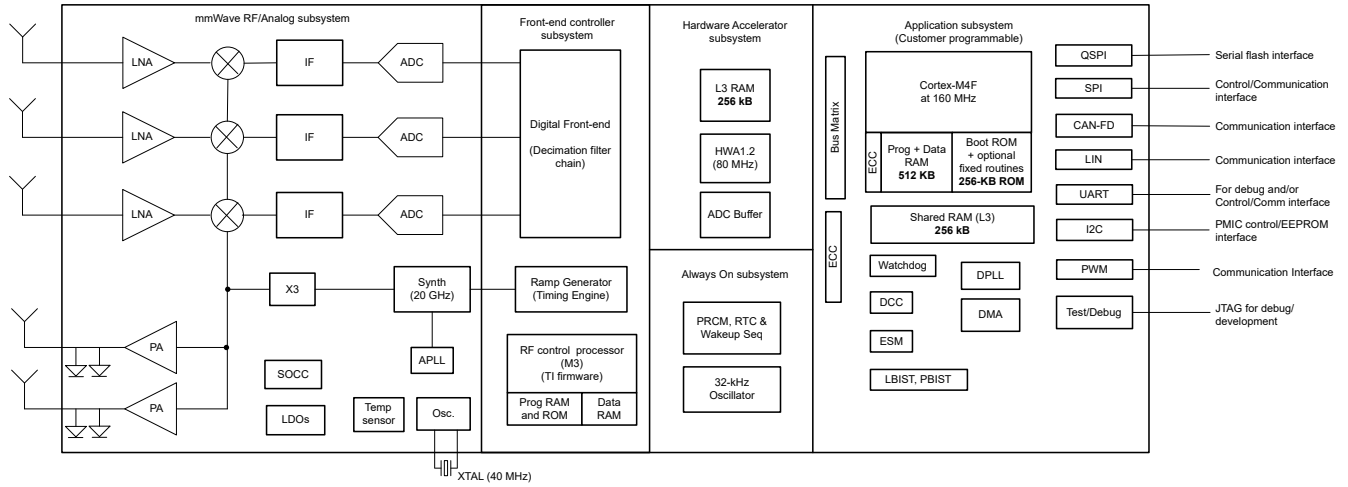 mmWave RF/Analog subsystem
LNA
IF
ADC
LNA
IF
ADC
LNA
IF
ADC
X3
Synth
(20 GHz)
APLL
PA
PA
SOCC
LDOs
Temp
sensor
Osc.
XTAL (40 MHz)
Front-end controller
subsystem
Digital Front-end
(Decimation filter
chain)
Ramp Generator
(Timing Engine)
RF control processor
(M3)
(TI firmware)
Prog RAM
and ROM
Data
RAM
Hardware Accelerator
subsystem
L3 RAM
256 kB
HWA1.2
(80 MHz)
ADC Buffer
Always On subsystem
PRCM, RTC &
Wakeup Seq
32-kHz
Oscillator
Application subsystem
(Customer programmable)
Bus Matrix
Cortex-M4F
at 160 MHz
ECC
Prog + Data
RAM
512 KB
Boot ROM
+ optional
fixed routines
256-KB ROM
ECC
Shared RAM (L3)
256 kB
Watchdog
DPLL
DCC
DMA
ESM
LBIST, PBIST
QSPI
Serial flash interface
SPI
Control/Communication
interface
CAN-FD
Communication interface
LIN
Communication interface
UART
For debug and/or
Control/Comm interface
I2C
PMIC control/EEPROM
interface
PWM
Communication Interface
Test/Debug
JTAG for debug/
development